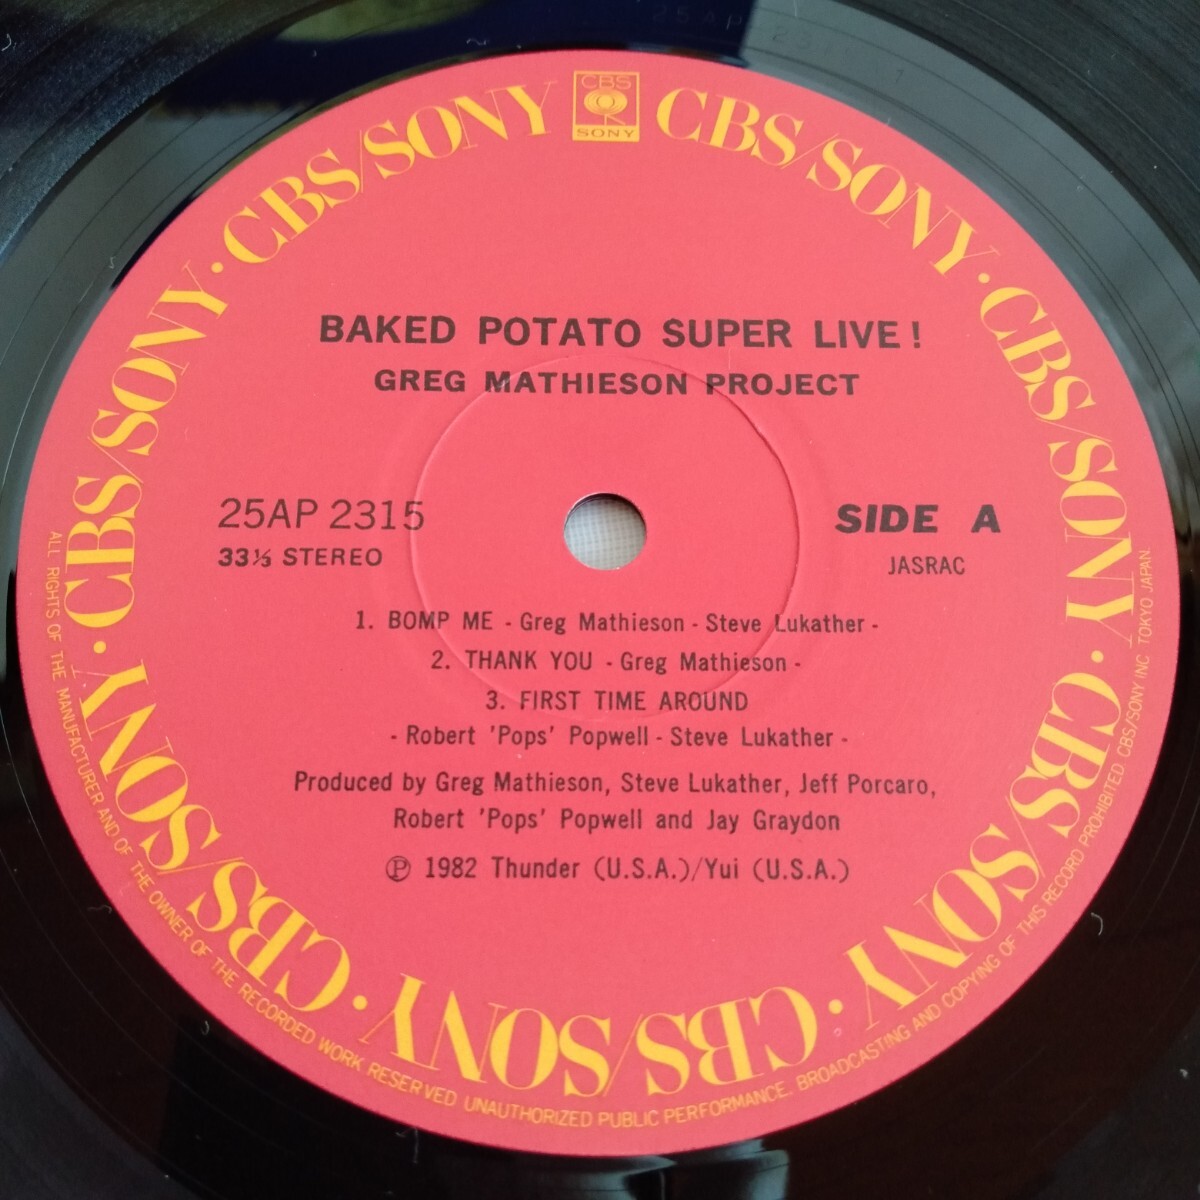 CBS
SONY
CBS/SONY · CBS/SONY · CBS/SONY · CBS/SONY · CBS/SONY · CBS/SONY · CBS/SONY · CBS/SONY
BAKED POTATO SUPER LIVE!
GREG MATHIESON PROJECT
25AP 2315
33⅓ STEREO
SIDE A
JASRAC
1. BOMP ME - Greg Mathieson - Steve Lukather -
2. THANK YOU - Greg Mathieson -
3. FIRST TIME AROUND
- Robert 'Pops' Popwell - Steve Lukather -
Produced by Greg Mathieson, Steve Lukather, Jeff Porcaro,
Robert 'Pops' Popwell and Jay Graydon
℗ 1982 Thunder (U.S.A.)/Yui (U.S.A.)
ALL RIGHTS OF THE MANUFACTURER AND OF THE OWNER OF THE RECORDED WORK RESERVED UNAUTHORIZED PUBLIC PERFORMANCE. BROADCASTING AND COPYING OF THIS RECORD PROHIBITED CBS/SONY INC TOKYO JAPAN.